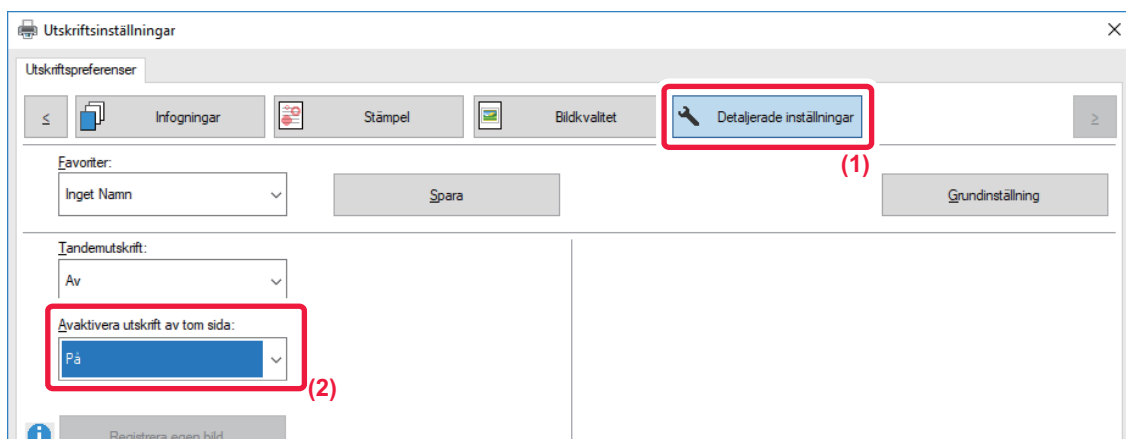 Utskriftsinställningar
Utskriftspreferenser
< Infogningar Stämpel Bildkvalitet Detaljerade inställningar >
(1)
Favoriter:
Inget Namn Spara Grundinställning
Tandemutskrift:
Av
Avaktivera utskrift av tom sida:
På
(2)
Registrera egen bild